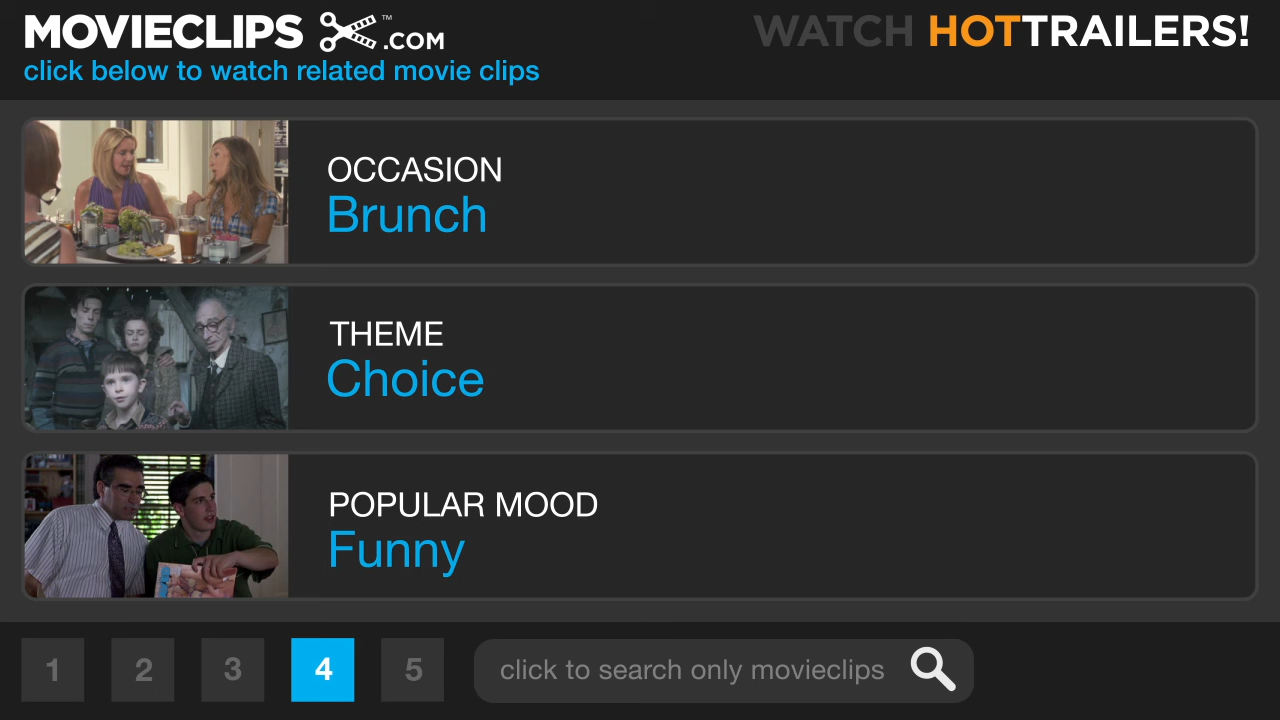 MOVIECLIPS ™ .COM
WATCH HOTTRAILERS!
click below to watch related movie clips
OCCASION
Brunch
THEME
Choice
POPULAR MOOD
Funny
1 2 3 4 5 click to search only movieclips